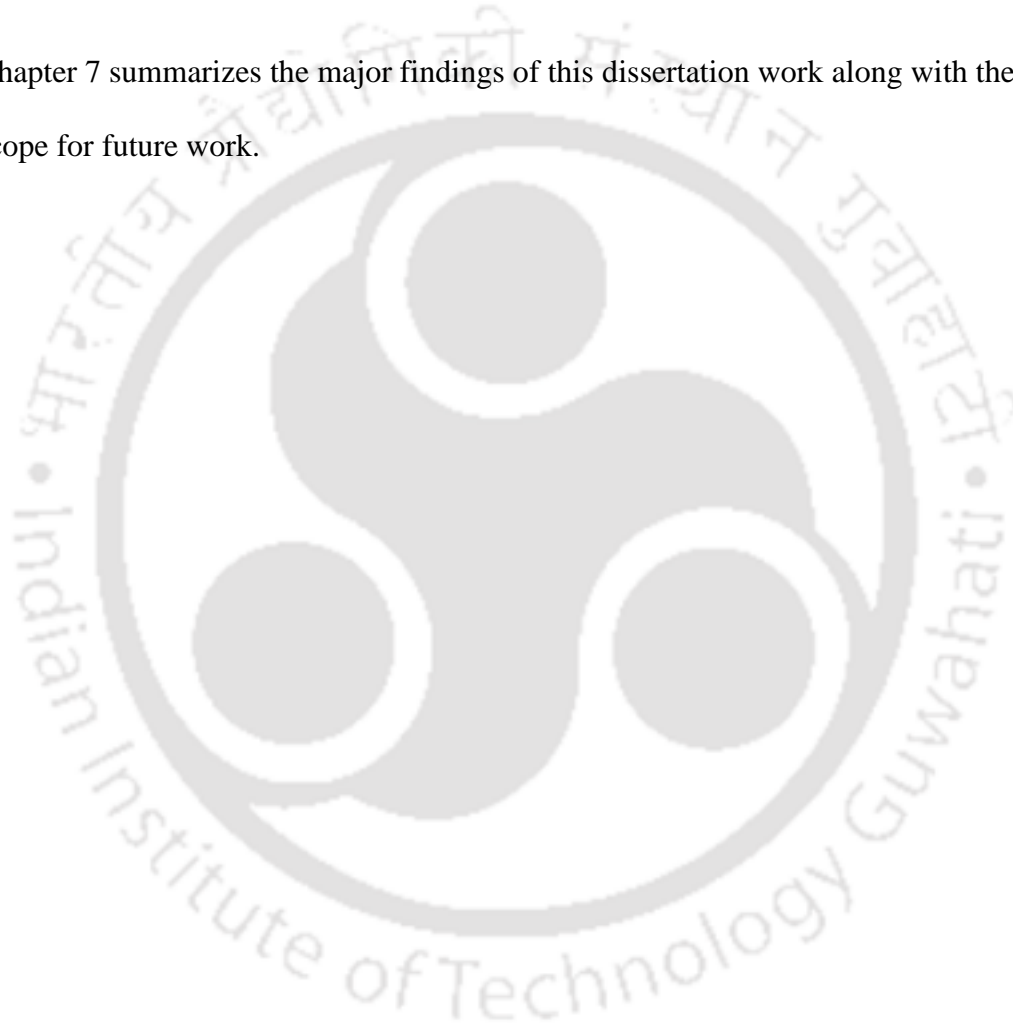 hapter 7 summarizes the major findings of this dissertation work along with the
cope for future work.
भारतीय प्रौद्योगिकी संस्थान गुवाहाटी
• Indian Institute of Technology Guwahati •